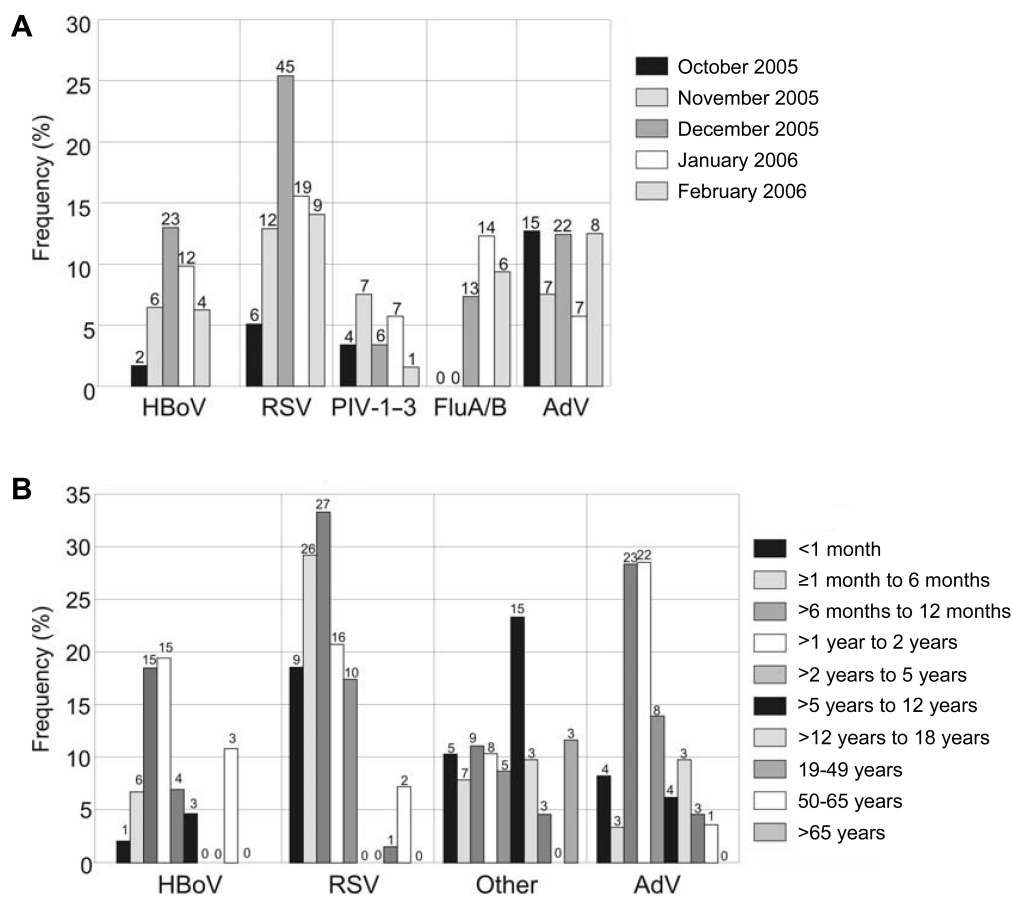 A
Frequency (%)
30
25
20
15
10
5
0
2 6 23 12 4
6 12 45 19 9
4 7 6 7 1
0 0 13 14 6
15 7 22 7 8
HBoV RSV PIV-1–3 FluA/B AdV
October 2005
November 2005
December 2005
January 2006
February 2006
B
Frequency (%)
35
30
25
20
15
10
5
0
1 6 15 15 4 3 0 0 3 0
9 26 27 16 10 0 0 1 2 0
5 7 9 8 5 15 3 3 0 3
4 3 23 22 8 4 3 3 1 0
HBoV RSV Other AdV
<1 month
≥1 month to 6 months
>6 months to 12 months
>1 year to 2 years
>2 years to 5 years
>5 years to 12 years
>12 years to 18 years
19-49 years
50-65 years
>65 years